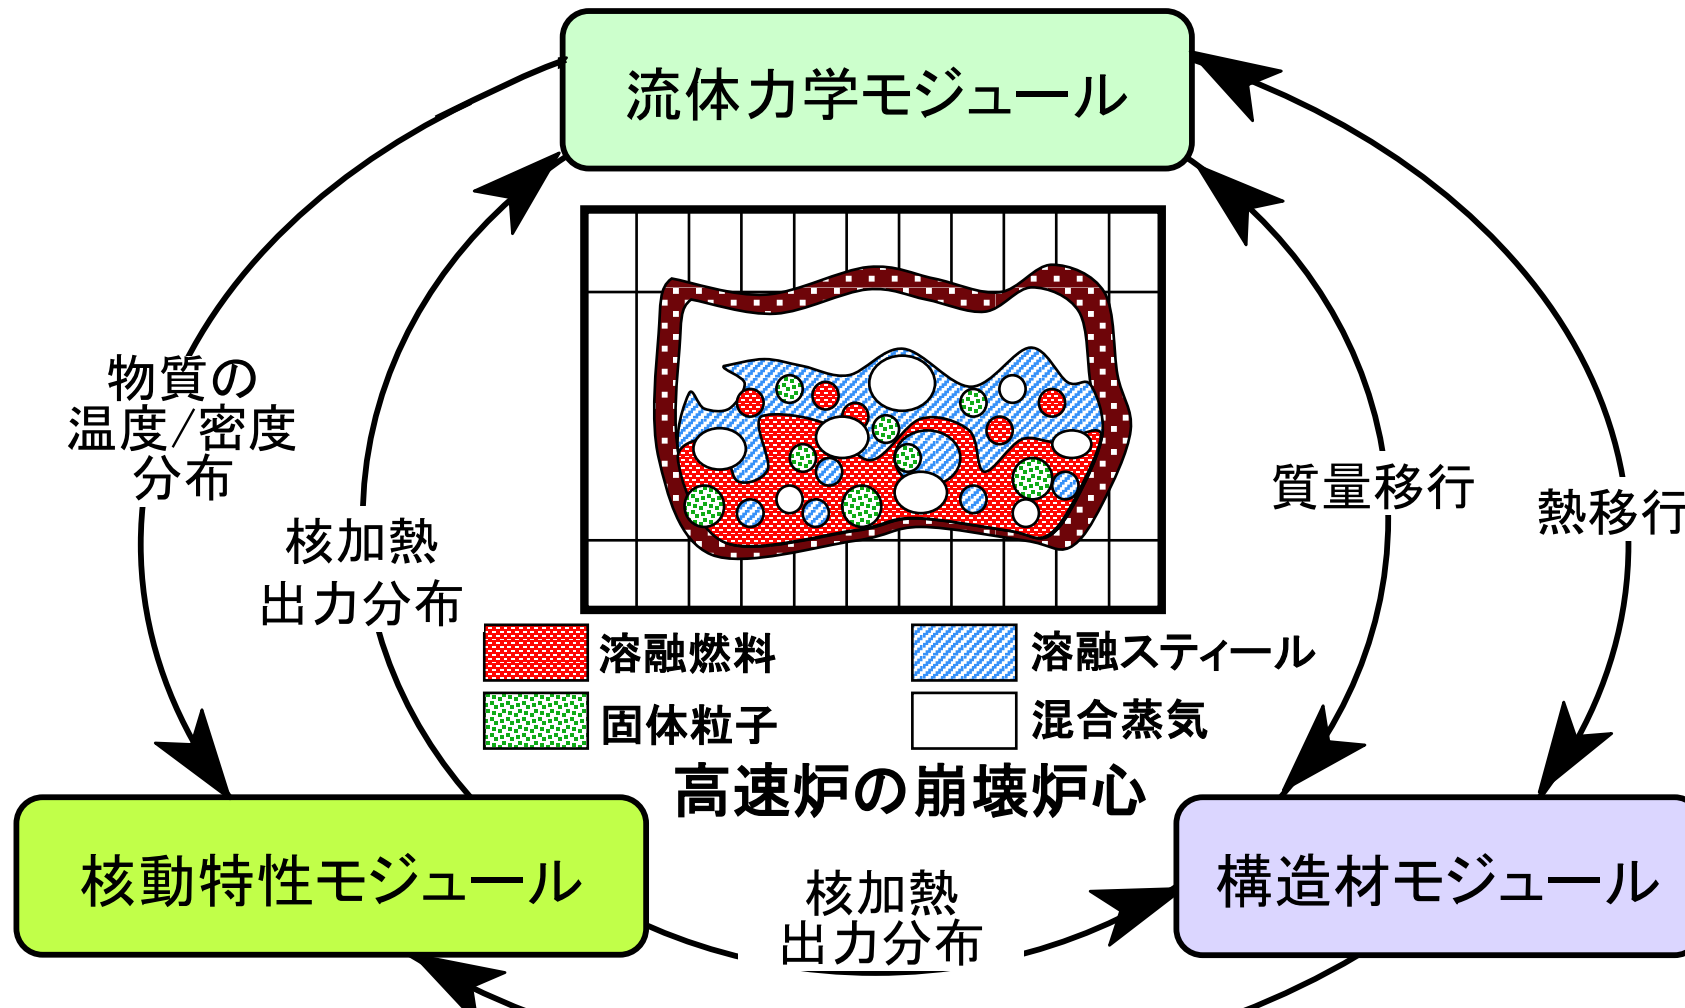 流体力学モジュール
物質の
温度/密度
分布
核加熱
出力分布
質量移行
熱移行
溶融燃料
溶融スティール
固体粒子
混合蒸気
高速炉の崩壊炉心
核動特性モジュール
核加熱
出力分布
構造材モジュール